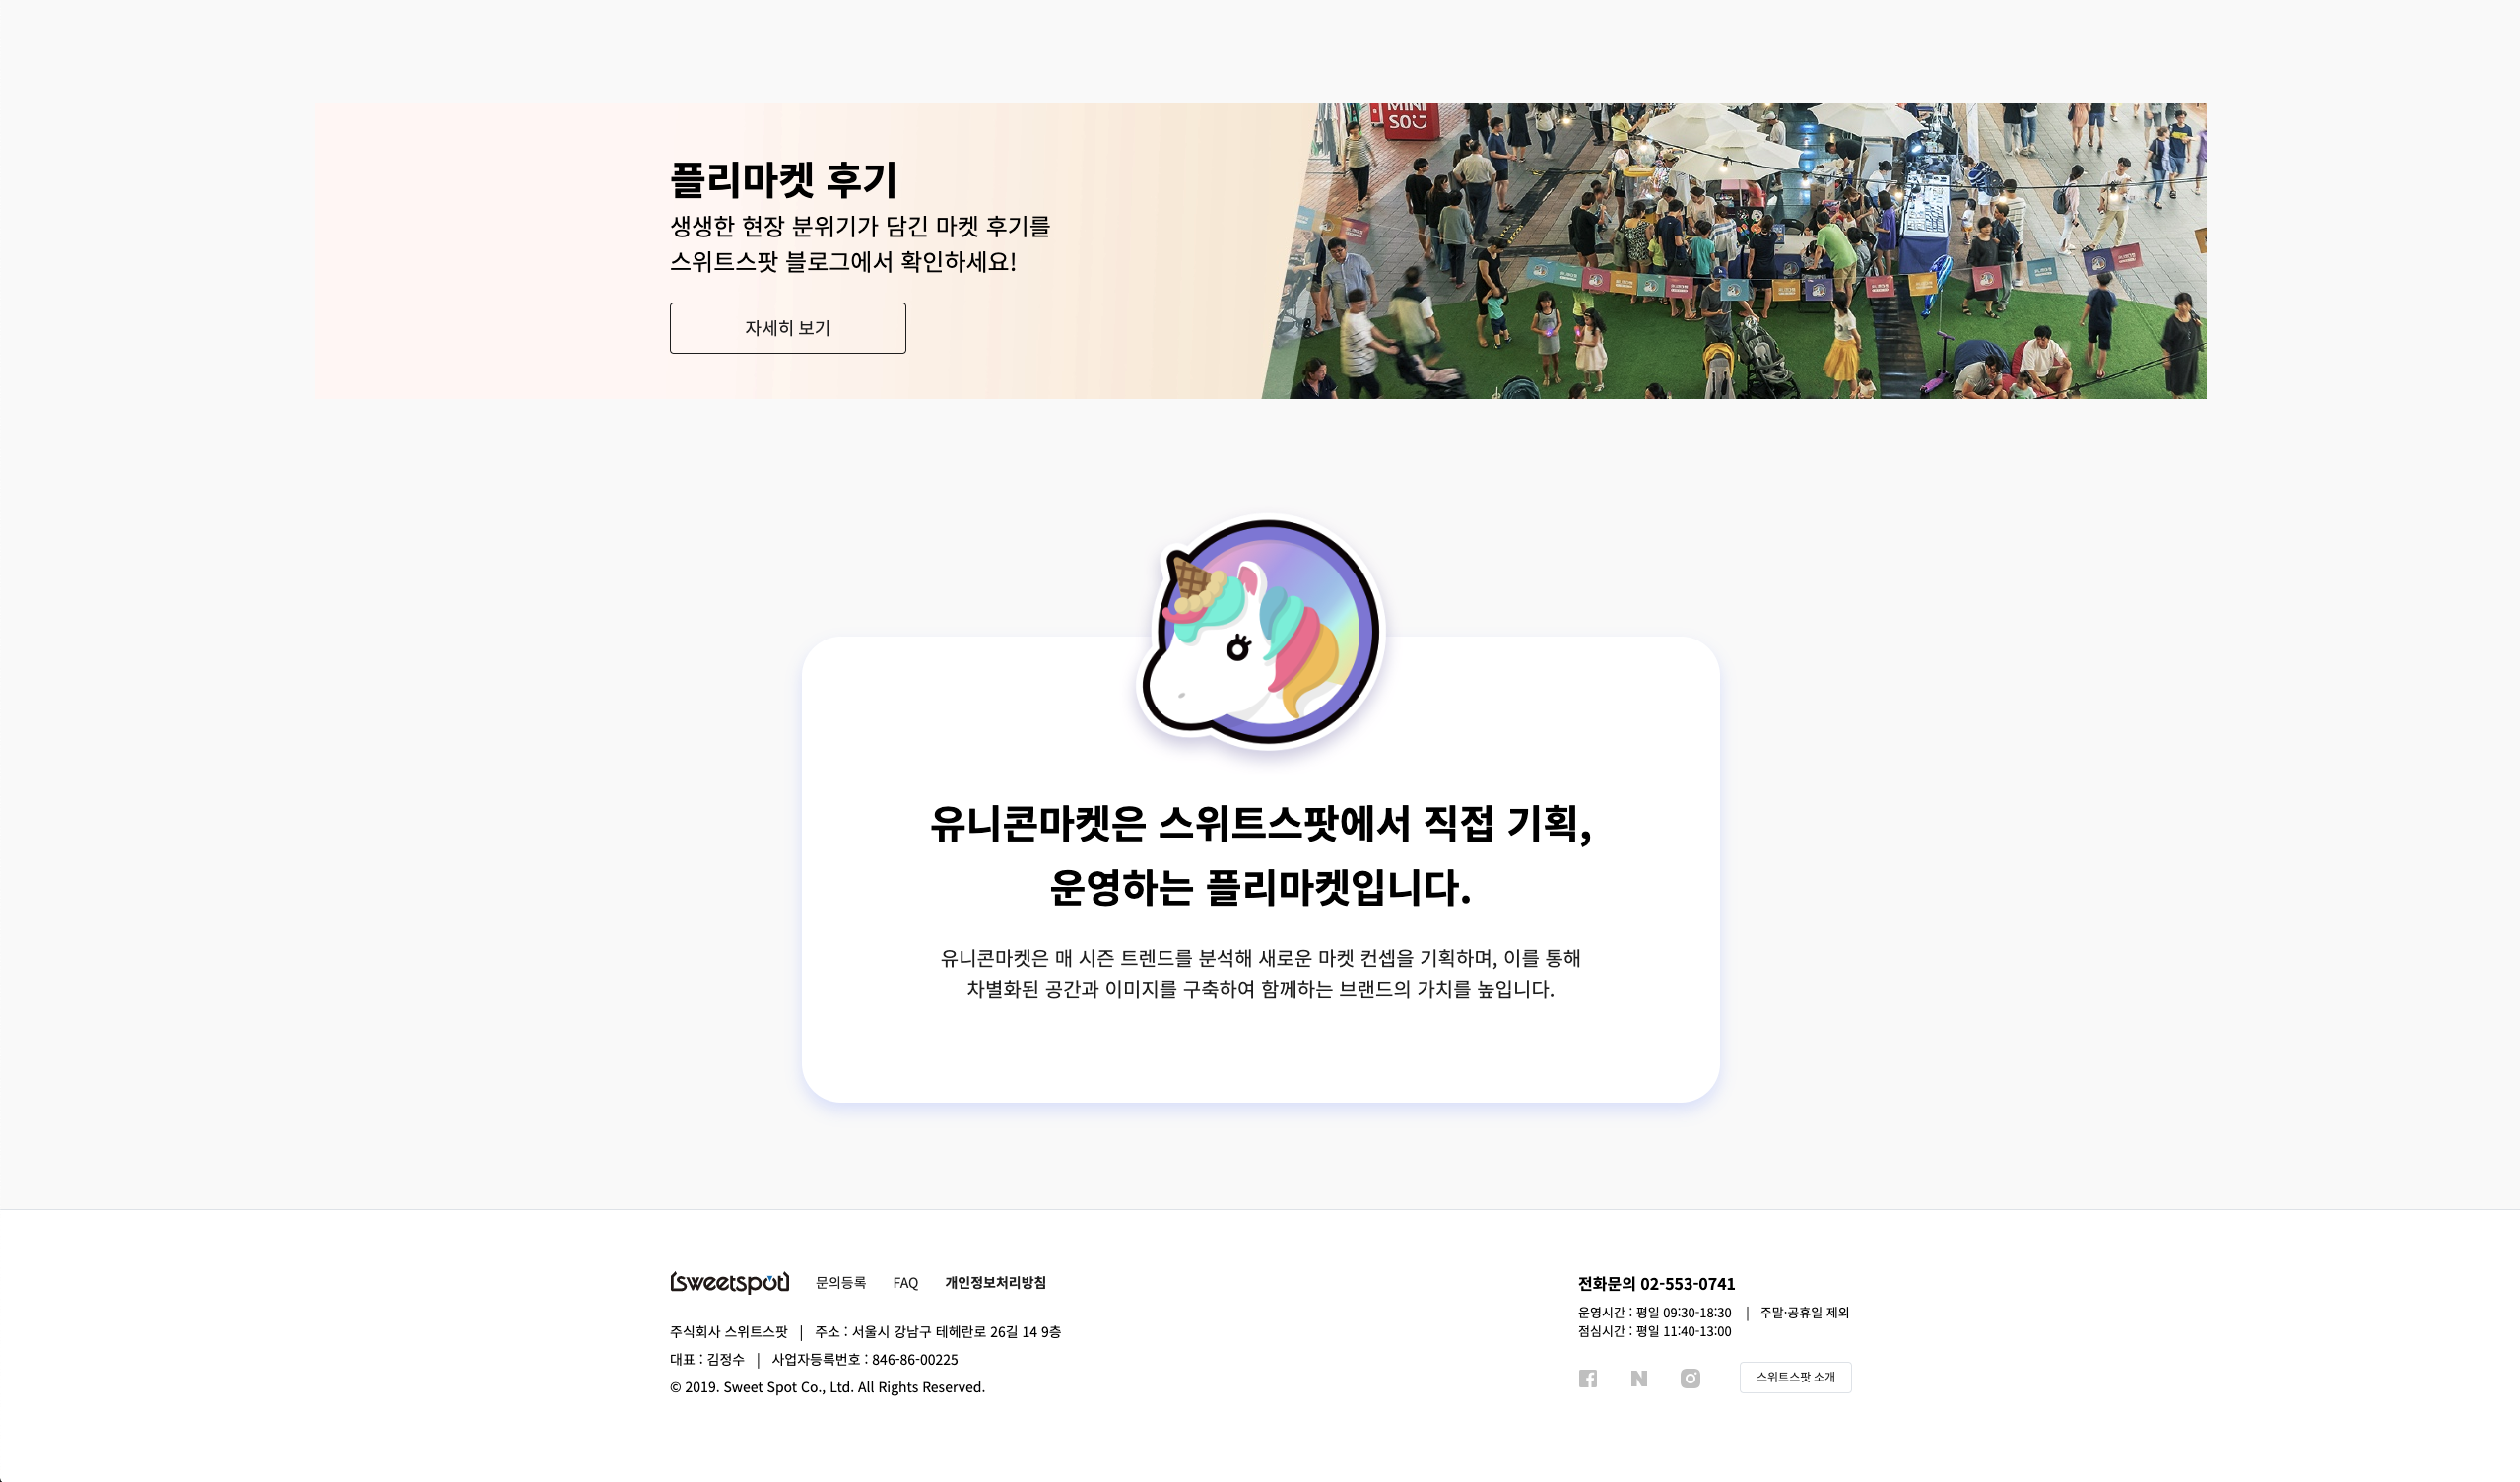 MINI
SO
플리마켓 후기
생생한 현장 분위기가 담긴 마켓 후기를
스위트스팟 블로그에서 확인하세요!
자세히 보기
유니콘마켓은 스위트스팟에서 직접 기획,
운영하는 플리마켓입니다.
유니콘마켓은 매 시즌 트렌드를 분석해 새로운 마켓 컨셉을 기획하며, 이를 통해
차별화된 공간과 이미지를 구축하여 함께하는 브랜드의 가치를 높입니다.
sweetspot 문의등록 FAQ 개인정보처리방침
주식회사 스위트스팟 | 주소 : 서울시 강남구 테헤란로 26길 14 9층
대표 : 김정수 | 사업자등록번호 : 846-86-00225
© 2019. Sweet Spot Co., Ltd. All Rights Reserved.
전화문의 02-553-0741
운영시간 : 평일 09:30-18:30 | 주말·공휴일 제외
점심시간 : 평일 11:40-13:00
스위트스팟 소개